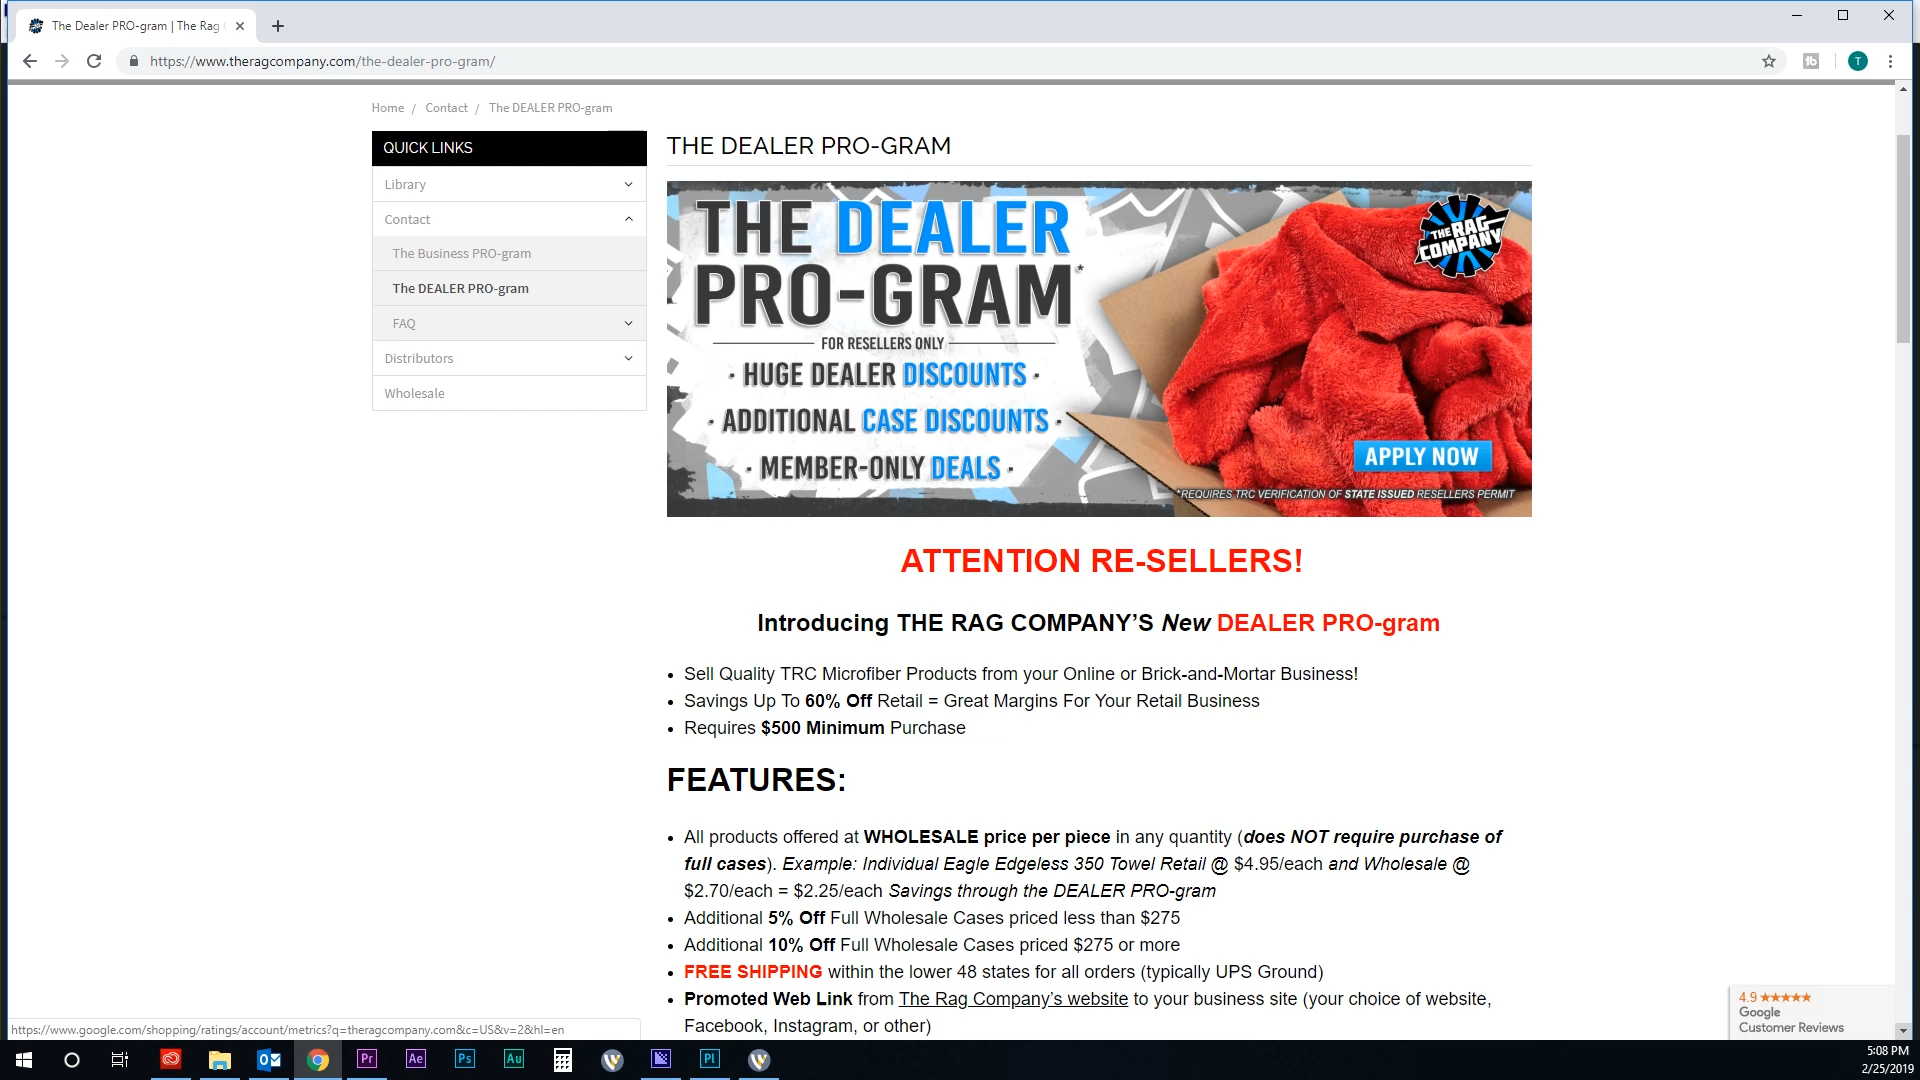 The Dealer PRO-gram | The Rag
https://www.theragcompany.com/the-dealer-pro-gram/
T
Home / Contact / The DEALER PRO-gram
QUICK LINKS
Library
Contact
The Business PRO-gram
The DEALER PRO-gram
FAQ
Distributors
Wholesale
THE DEALER PRO-GRAM
THE DEALER
PRO-GRAM*
FOR RESELLERS ONLY
· HUGE DEALER DISCOUNTS ·
· ADDITIONAL CASE DISCOUNTS ·
· MEMBER-ONLY DEALS ·
THE RAG
COMPANY
APPLY NOW
*REQUIRES TRC VERIFICATION OF STATE ISSUED RESELLERS PERMIT
ATTENTION RE-SELLERS!
Introducing THE RAG COMPANY’S New DEALER PRO-gram
• Sell Quality TRC Microfiber Products from your Online or Brick-and-Mortar Business!
• Savings Up To 60% Off Retail = Great Margins For Your Retail Business
• Requires $500 Minimum Purchase
FEATURES:
• All products offered at WHOLESALE price per piece in any quantity (does NOT require purchase of
full cases). Example: Individual Eagle Edgeless 350 Towel Retail @ $4.95/each and Wholesale @
$2.70/each = $2.25/each Savings through the DEALER PRO-gram
• Additional 5% Off Full Wholesale Cases priced less than $275
• Additional 10% Off Full Wholesale Cases priced $275 or more
• FREE SHIPPING within the lower 48 states for all orders (typically UPS Ground)
• Promoted Web Link from The Rag Company’s website to your business site (your choice of website,
Facebook, Instagram, or other)
4.9 ★★★★★
Google
Customer Reviews
https://www.google.com/shopping/ratings/account/metrics?q=theragcompany.com&c=US&v=2&hl=en
Pr
Ae
Ps
Au
Pl
5:08 PM
2/25/2019